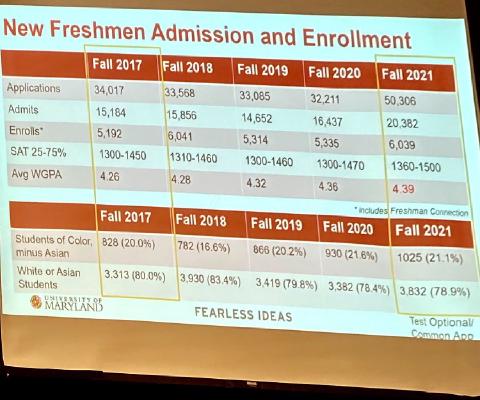 New Freshmen Admission and Enrollment
Fall 2017 Fall 2018 Fall 2019 Fall 2020 Fall 2021
Applications 34,017 33,568 33,085 32,211 50,306
Admits 15,184 15,856 14,652 16,437 20,382
Enrolls* 5,192 6,041 5,314 5,335 6,039
SAT 25-75% 1300-1450 1310-1460 1300-1460 1300-1470 1360-1500
Avg WGPA 4.26 4.28 4.32 4.36 4.39
*includes Freshman Connection
Fall 2017 Fall 2018 Fall 2019 Fall 2020 Fall 2021
Students of Color, 828 (20.0%) 782 (16.6%) 866 (20.2%) 930 (21.6%) 1025 (21.1%)
minus Asian
White or Asian 3,313 (80.0%) 3,930 (83.4%) 3,419 (79.8%) 3,382 (78.4%) 3,832 (78.9%)
Students
UNIVERSITY OF
MARYLAND
FEARLESS IDEAS
Test Optional/
Common App